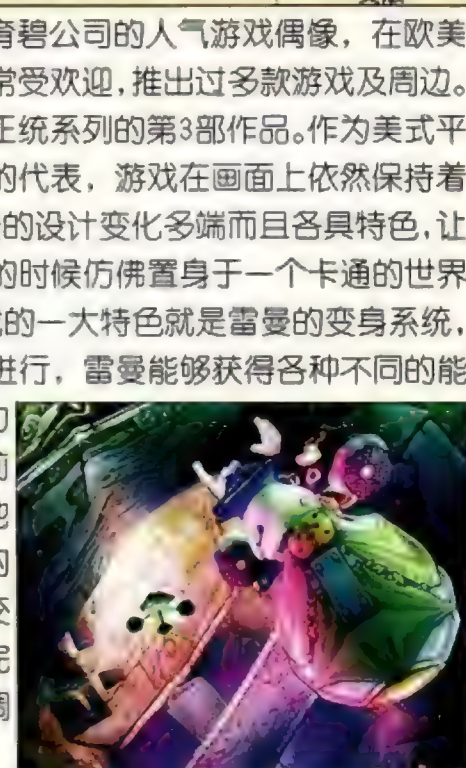 育碧公司的人气游戏偶像，在欧美
常受欢迎，推出过多款游戏及周边。
正统系列的第3部作品。作为美式平
的代表，游戏在画面上依然保持着
的设计变化多端而且各具特色，让
的时候仿佛置身于一个卡通的世界
的一大特色就是雷曼的变身系统，
进行，雷曼能够获得各种不同的能